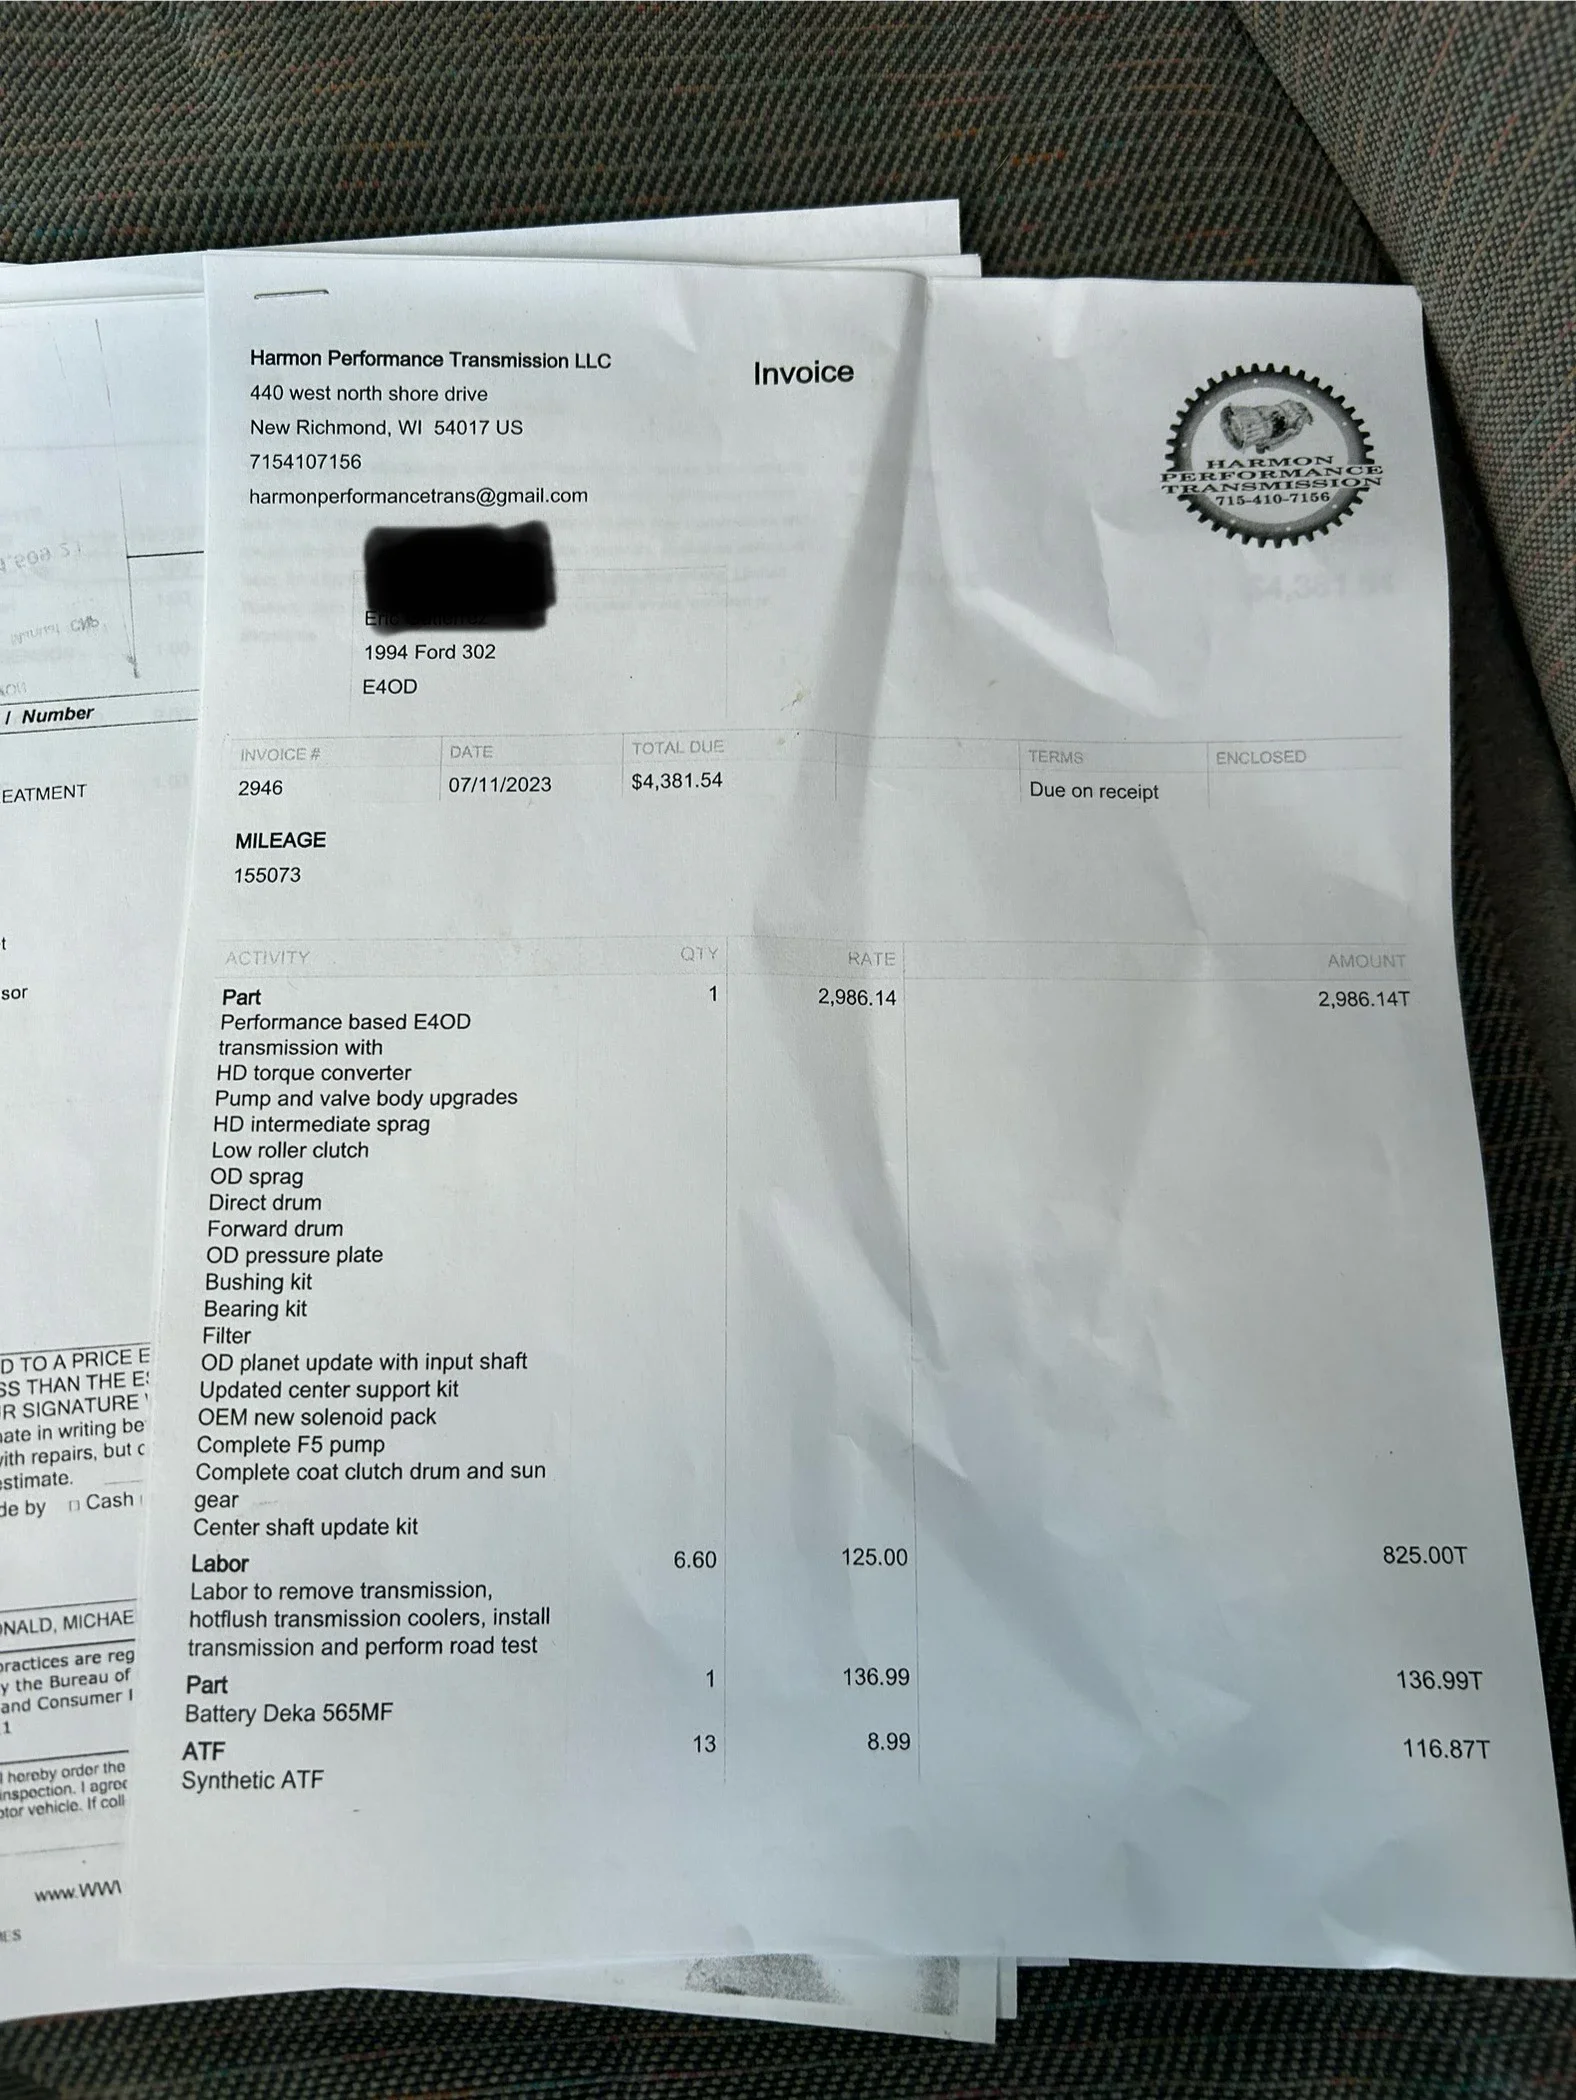 Harmon Performance Transmission LLC
440 west north shore drive
New Richmond, WI 54017 US
7154107156
harmonperformancetrans@gmail.com
Invoice
HARMON
PERFORMANCE
TRANSMISSION
715-410-7156
1994 Ford 302
E4OD
INVOICE # DATE TOTAL DUE TERMS ENCLOSED
2946 07/11/2023 $4,381.54 Due on receipt
MILEAGE
155073
ACTIVITY QTY RATE AMOUNT
Part 1 2,986.14 2,986.14T
Performance based E4OD
transmission with
HD torque converter
Pump and valve body upgrades
HD intermediate sprag
Low roller clutch
OD sprag
Direct drum
Forward drum
OD pressure plate
Bushing kit
Bearing kit
Filter
OD planet update with input shaft
Updated center support kit
OEM new solenoid pack
Complete F5 pump
Complete coat clutch drum and sun
gear
Center shaft update kit
Labor 6.60 125.00 825.00T
Labor to remove transmission,
hotflush transmission coolers, install
transmission and perform road test
Part 1 136.99 136.99T
Battery Deka 565MF
ATF 13 8.99 116.87T
Synthetic ATF
/ Number
EATMENT
t
sor
D TO A PRICE E
SS THAN THE ES
R SIGNATURE
ate in writing be
with repairs, but c
estimate.
de by Cash
ONALD, MICHAE
practices are reg
y the Bureau of
and Consumer I
1
I hereby order the
inspection. I agree
otor vehicle. If coll
www.WW